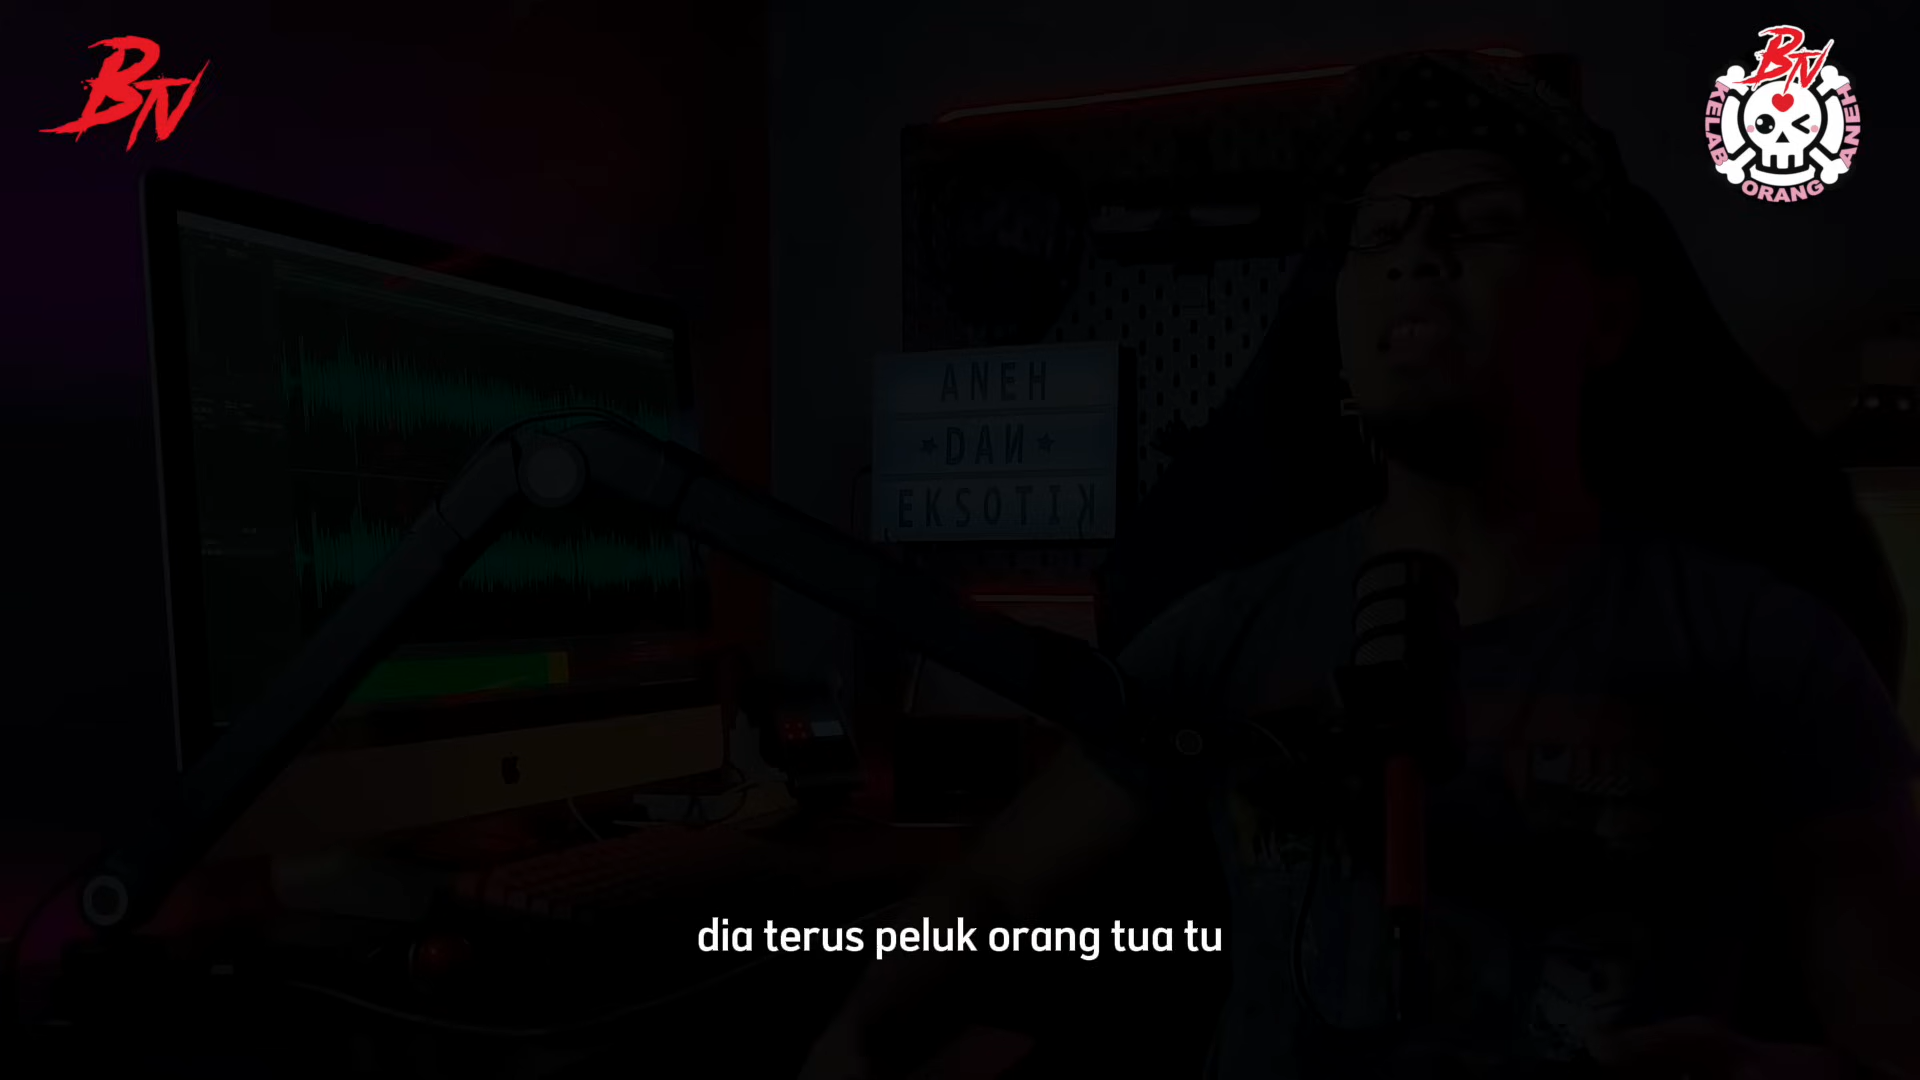 BN
BN
KELAB ORANG ANEH
ANEH
DAN
EKSOTIK
dia terus peluk orang tua tu